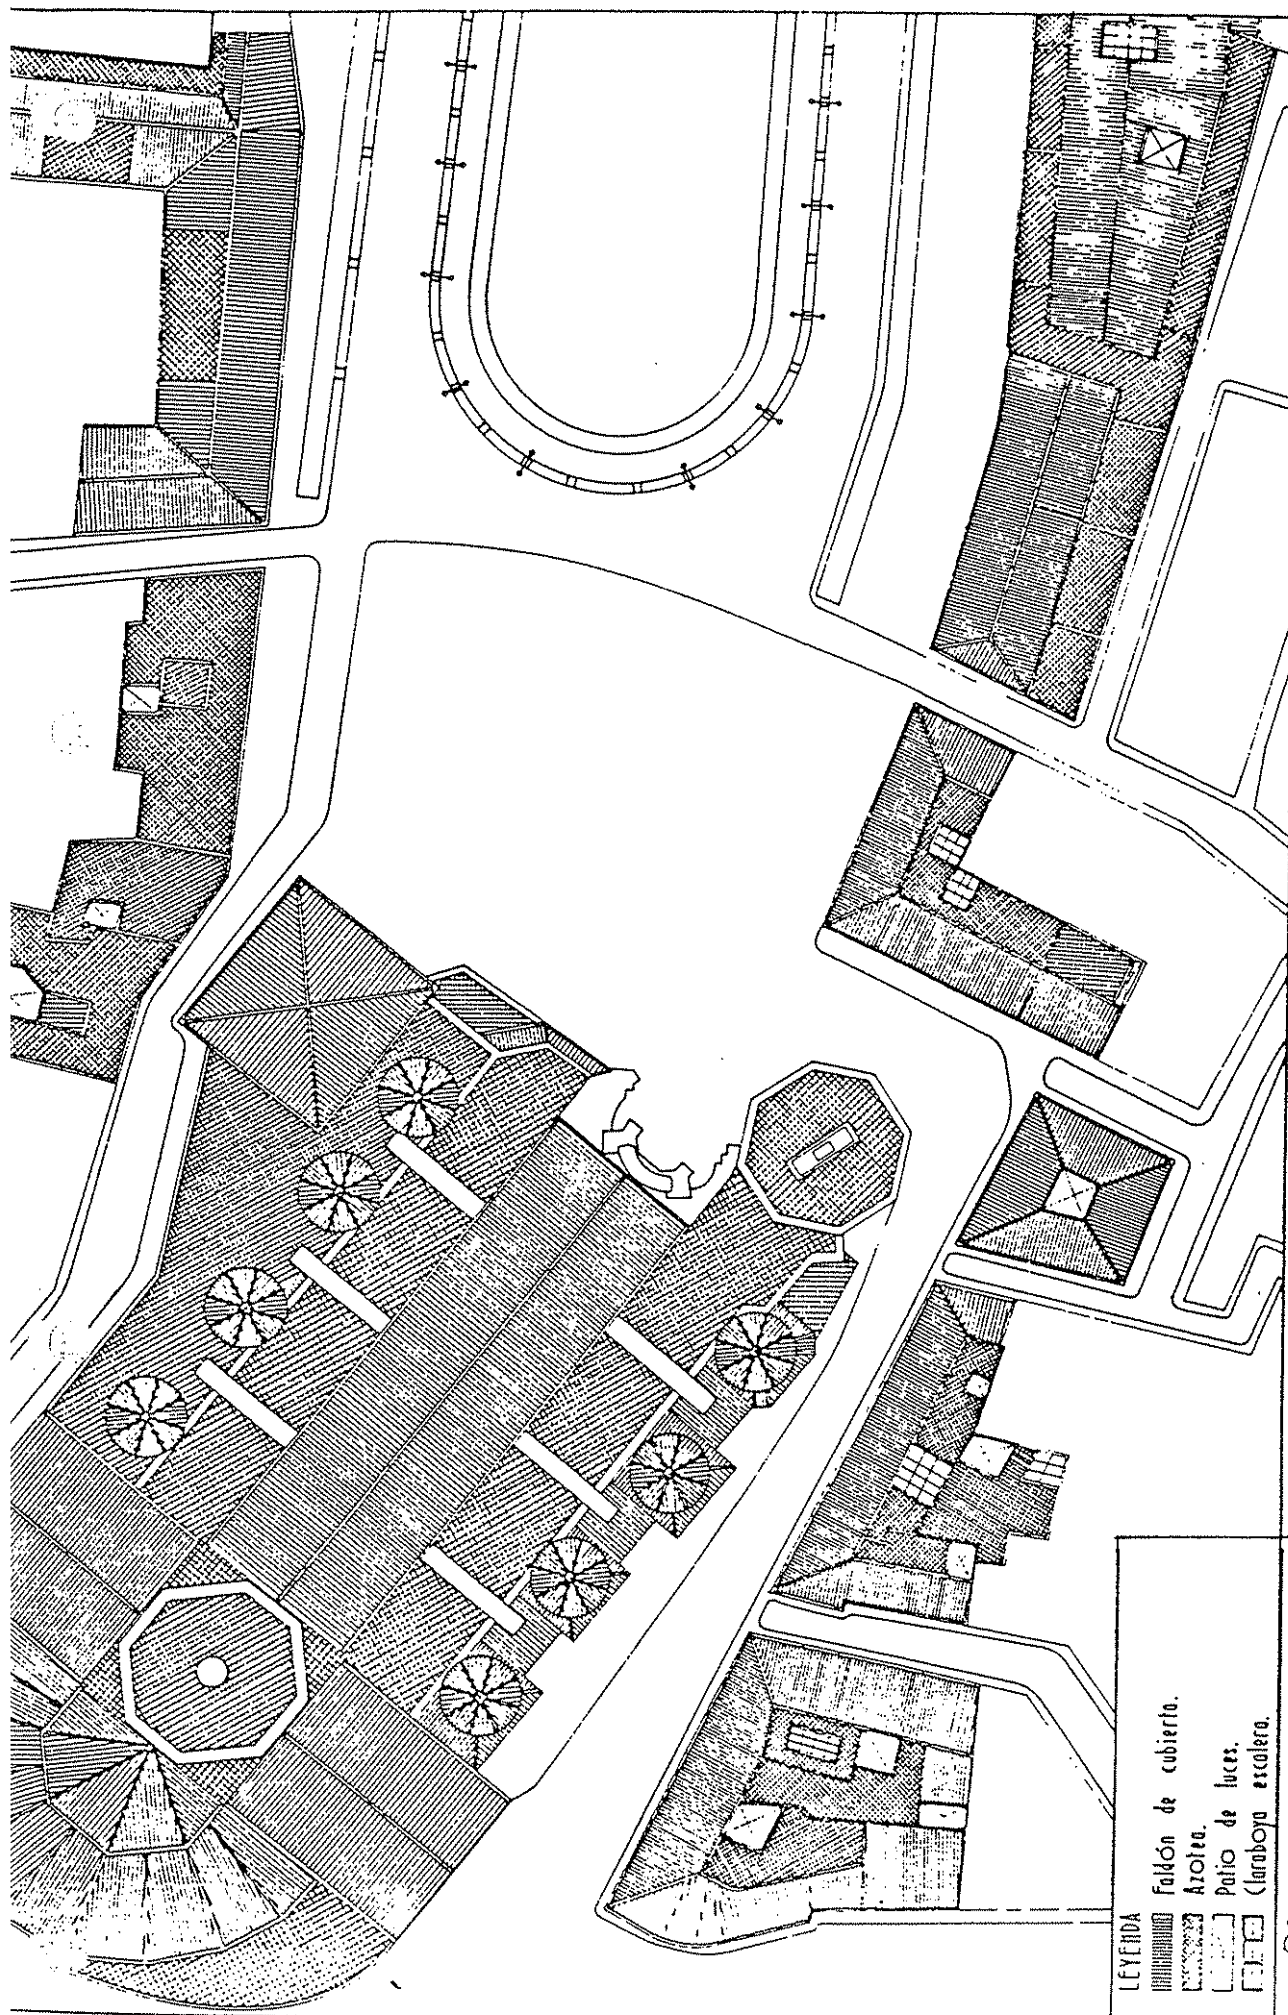 LEYENDA
Faldón de cubierta.
Azotea.
Patio de luces.
Claraboya escalera.